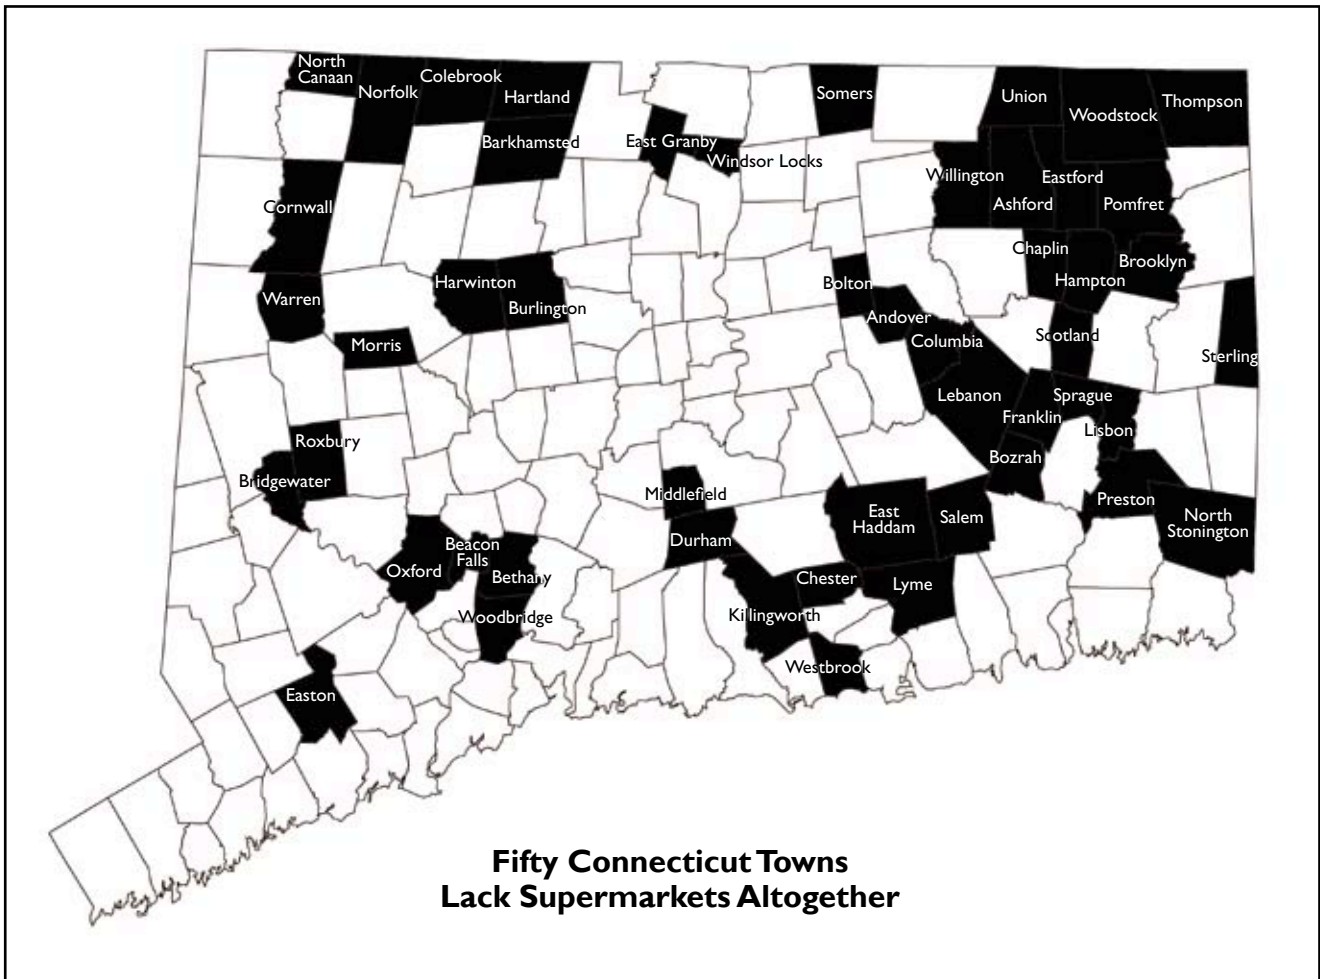 North
Canaan
Norfolk
Colebrook
Hartland
Barkhamsted
East Granby
Windsor Locks
Somers
Union
Woodstock
Thompson
Willington
Ashford
Eastford
Pomfret
Cornwall
Warren
Harwinton
Burlington
Morris
Chaplin
Hampton
Brooklyn
Bolton
Andover
Columbia
Scotland
Sterling
Lebanon
Franklin
Sprague
Lisbon
Bozrah
Roxbury
Bridgewater
Middlefield
Durham
East
Haddam
Salem
Preston
North
Stonington
Oxford
Beacon
Falls
Bethany
Woodbridge
Chester
Killingworth
Lyme
Westbrook
Easton
Fifty Connecticut Towns
Lack Supermarkets Altogether